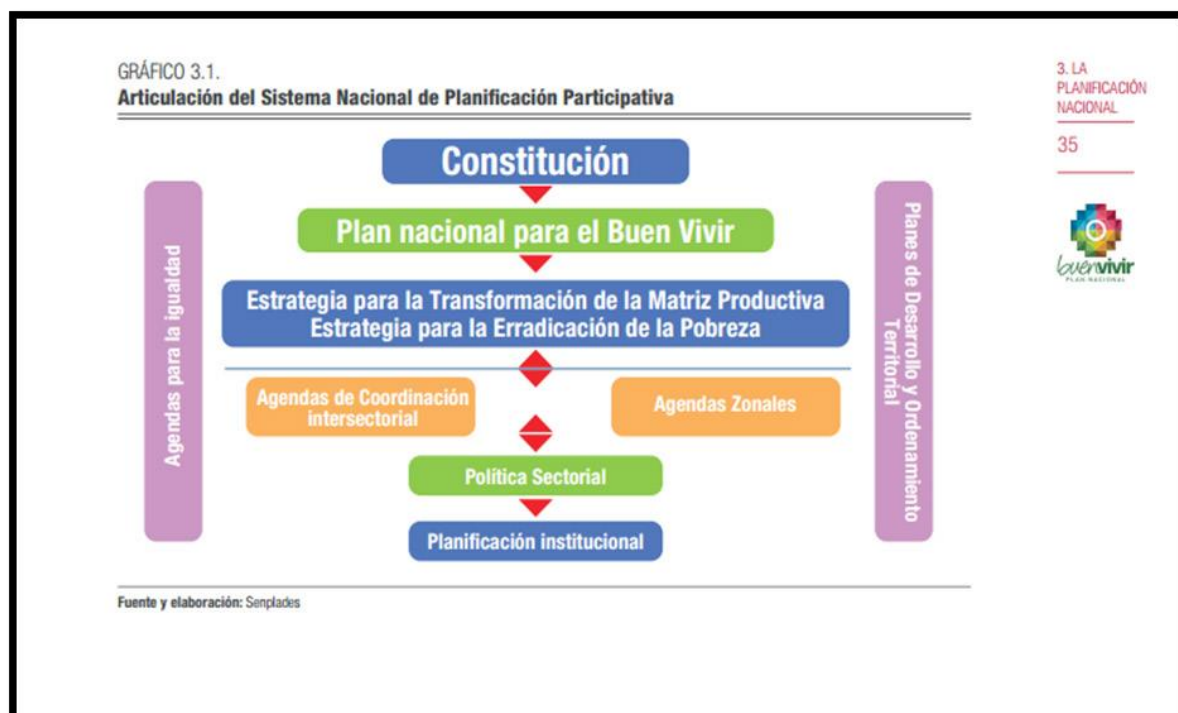 GRÁFICO 3.1.
Articulación del Sistema Nacional de Planificación Participativa
3. LA
PLANIFICACIÓN
NACIONAL
35
buenvivir
PLAN NACIONAL
Constitución
Plan nacional para el Buen Vivir
Estrategia para la Transformación de la Matriz Productiva
Estrategia para la Erradicación de la Pobreza
Agendas de Coordinación
intersectorial
Agendas Zonales
Política Sectorial
Planificación institucional
Agendas para la igualdad
Planes de Desarrollo y Ordenamiento
Territorial
Fuente y elaboración: Senplades